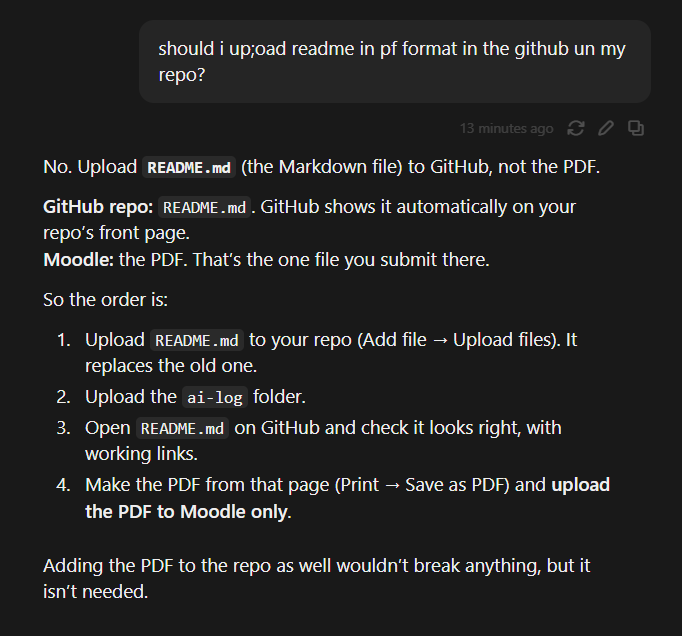 should i up;oad readme in pf format in the github un my
repo?
13 minutes ago
No. Upload README.md (the Markdown file) to GitHub, not the PDF.
GitHub repo: README.md. GitHub shows it automatically on your
repo’s front page.
Moodle: the PDF. That’s the one file you submit there.
So the order is:
1. Upload README.md to your repo (Add file → Upload files). It
replaces the old one.
2. Upload the ai-log folder.
3. Open README.md on GitHub and check it looks right, with
working links.
4. Make the PDF from that page (Print → Save as PDF) and upload
the PDF to Moodle only.
Adding the PDF to the repo as well wouldn’t break anything, but it
isn’t needed.